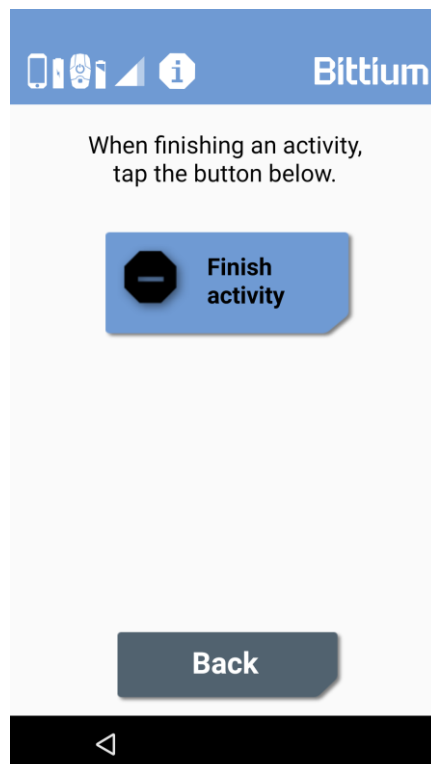 Bittium
When finishing an activity,
tap the button below.
Finish
activity
Back